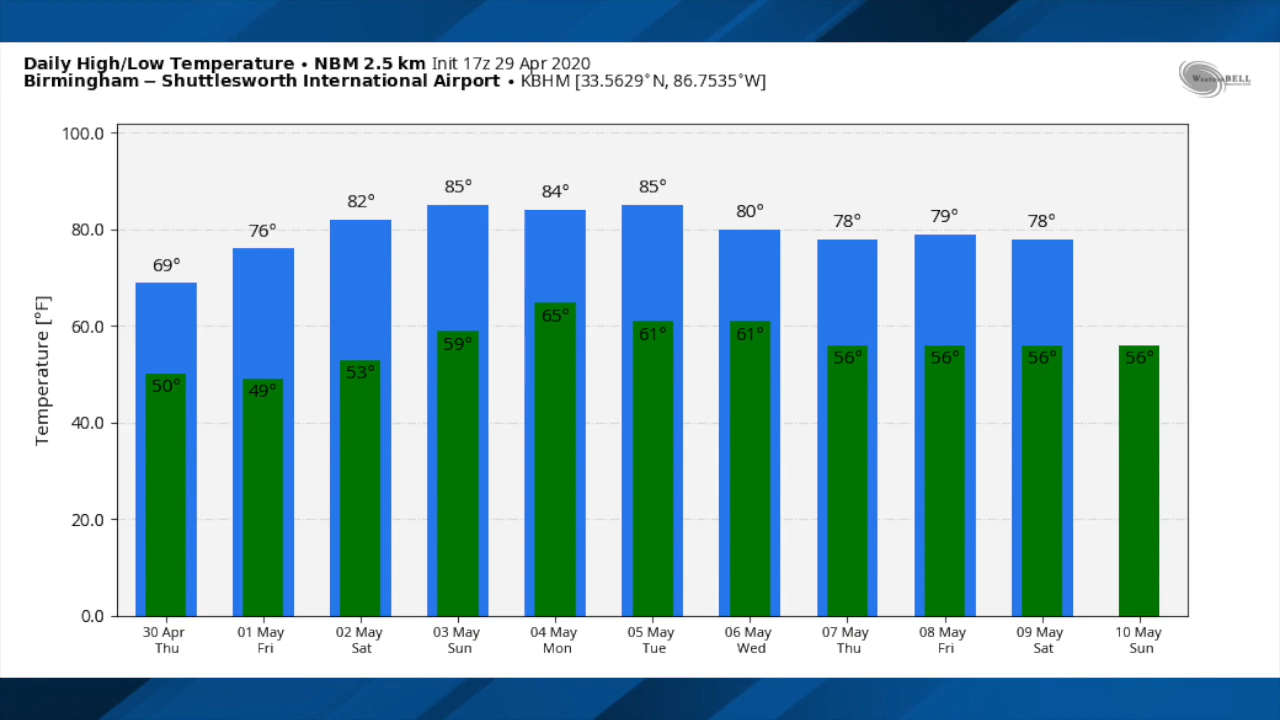 Daily High/Low Temperature • NBM 2.5 km Init 17z 29 Apr 2020
Birmingham – Shuttlesworth International Airport • KBHM [33.5629°N, 86.7535°W]
WeatherBELL
100.0
80.0
60.0
40.0
20.0
0.0
Temperature [°F]
69° 76° 82° 85° 84° 85° 80° 78° 79° 78°
50° 49° 53° 59° 65° 61° 61° 56° 56° 56° 56°
30 Apr 01 May 02 May 03 May 04 May 05 May 06 May 07 May 08 May 09 May 10 May
Thu Fri Sat Sun Mon Tue Wed Thu Fri Sat Sun